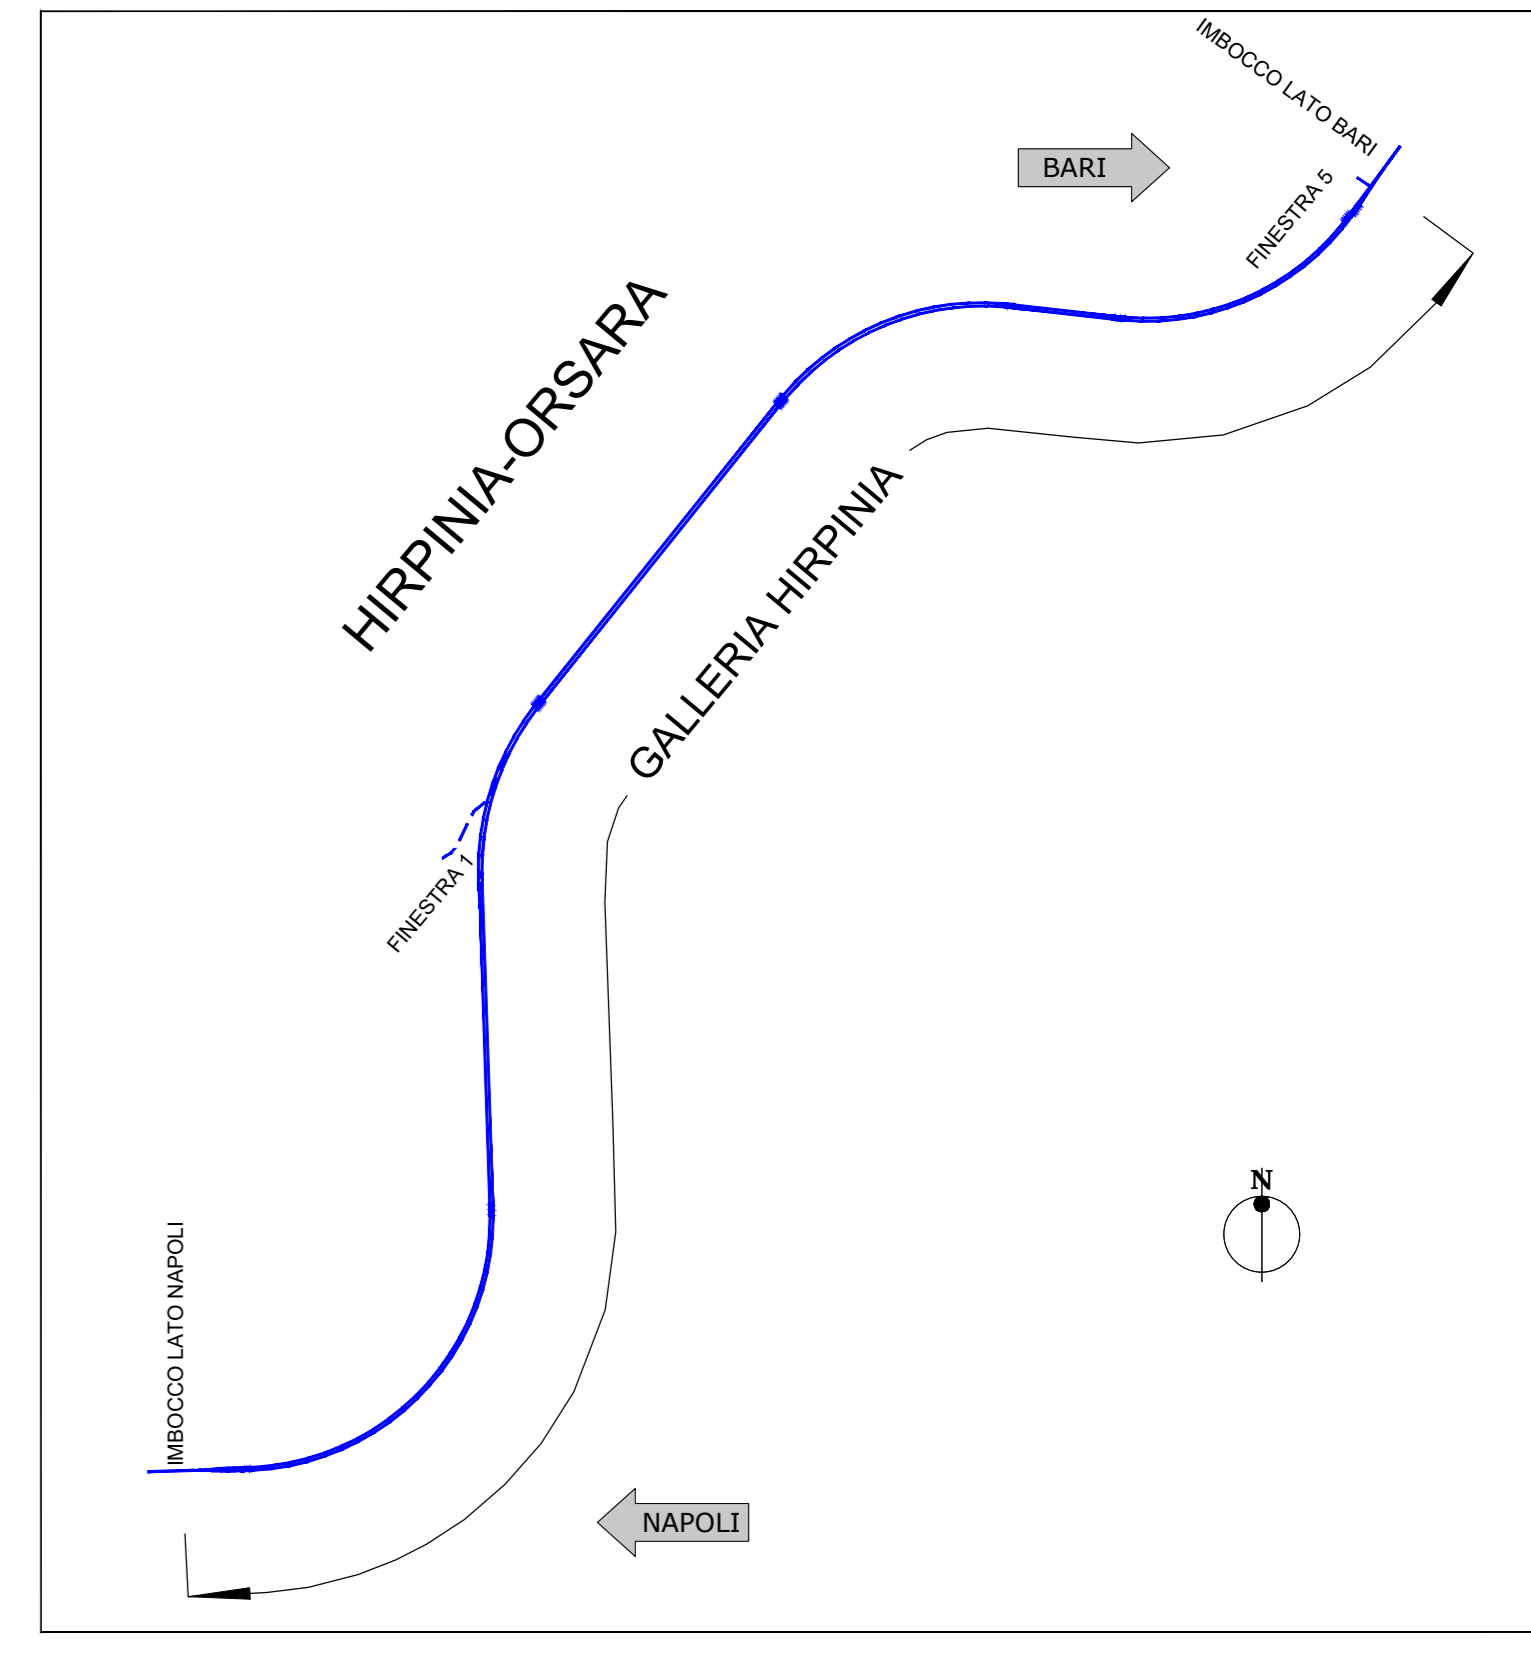 IMBOCCO LATO BARI
BARI
FINESTRA 5
HIRPINIA-ORSARA
GALLERIA HIRPINIA
FINESTRA 1
N
IMBOCCO LATO NAPOLI
NAPOLI